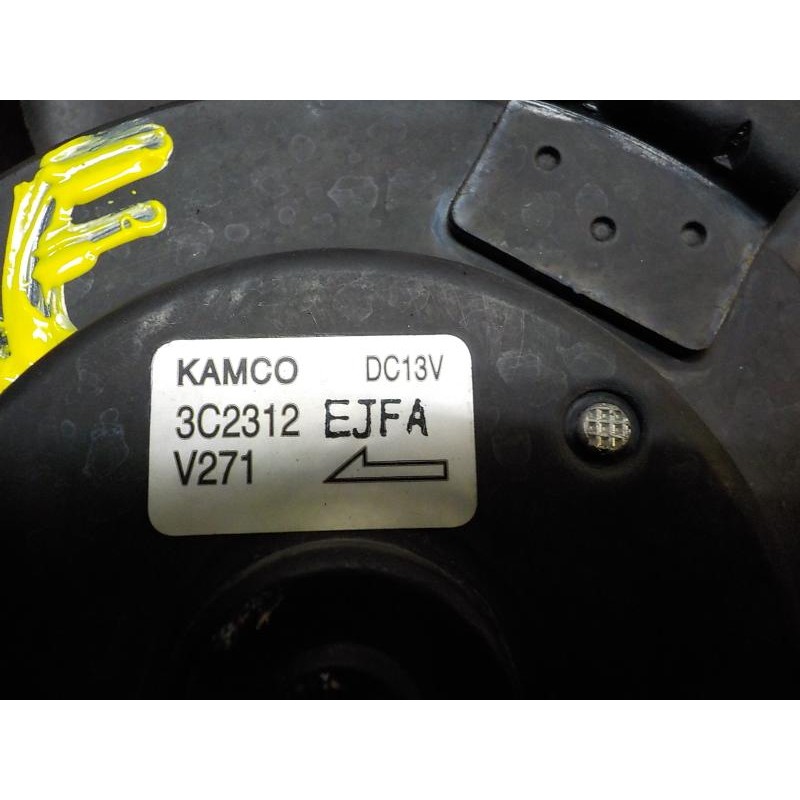 KAMCO DC13V
3C2312 EJFA
V271